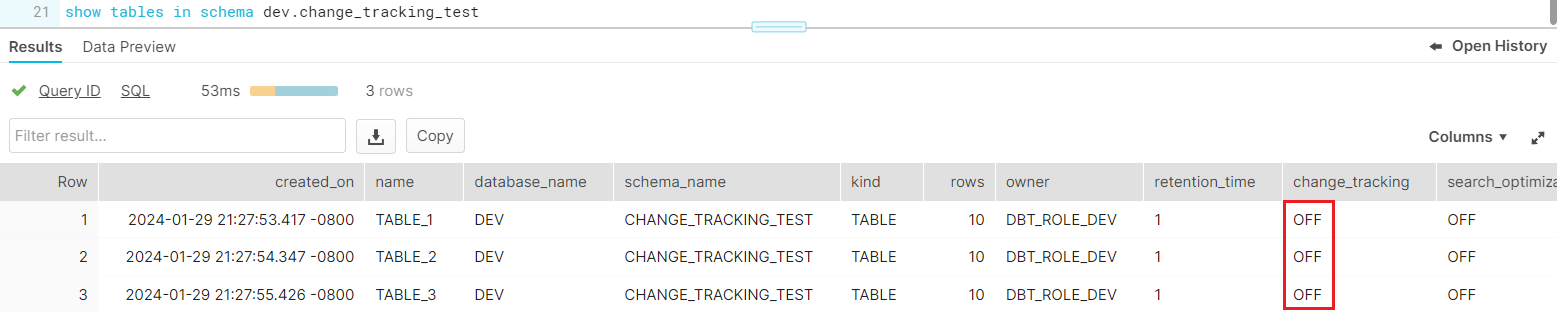 21 show tables in schema dev.change_tracking_test
Results Data Preview Open History
Query ID SQL 53ms 3 rows
Filter result... Copy Columns
Row created_on name database_name schema_name kind rows owner retention_time change_tracking search_optimiza
1 2024-01-29 21:27:53.417 -0800 TABLE_1 DEV CHANGE_TRACKING_TEST TABLE 10 DBT_ROLE_DEV 1 OFF OFF
2 2024-01-29 21:27:54.347 -0800 TABLE_2 DEV CHANGE_TRACKING_TEST TABLE 10 DBT_ROLE_DEV 1 OFF OFF
3 2024-01-29 21:27:55.426 -0800 TABLE_3 DEV CHANGE_TRACKING_TEST TABLE 10 DBT_ROLE_DEV 1 OFF OFF